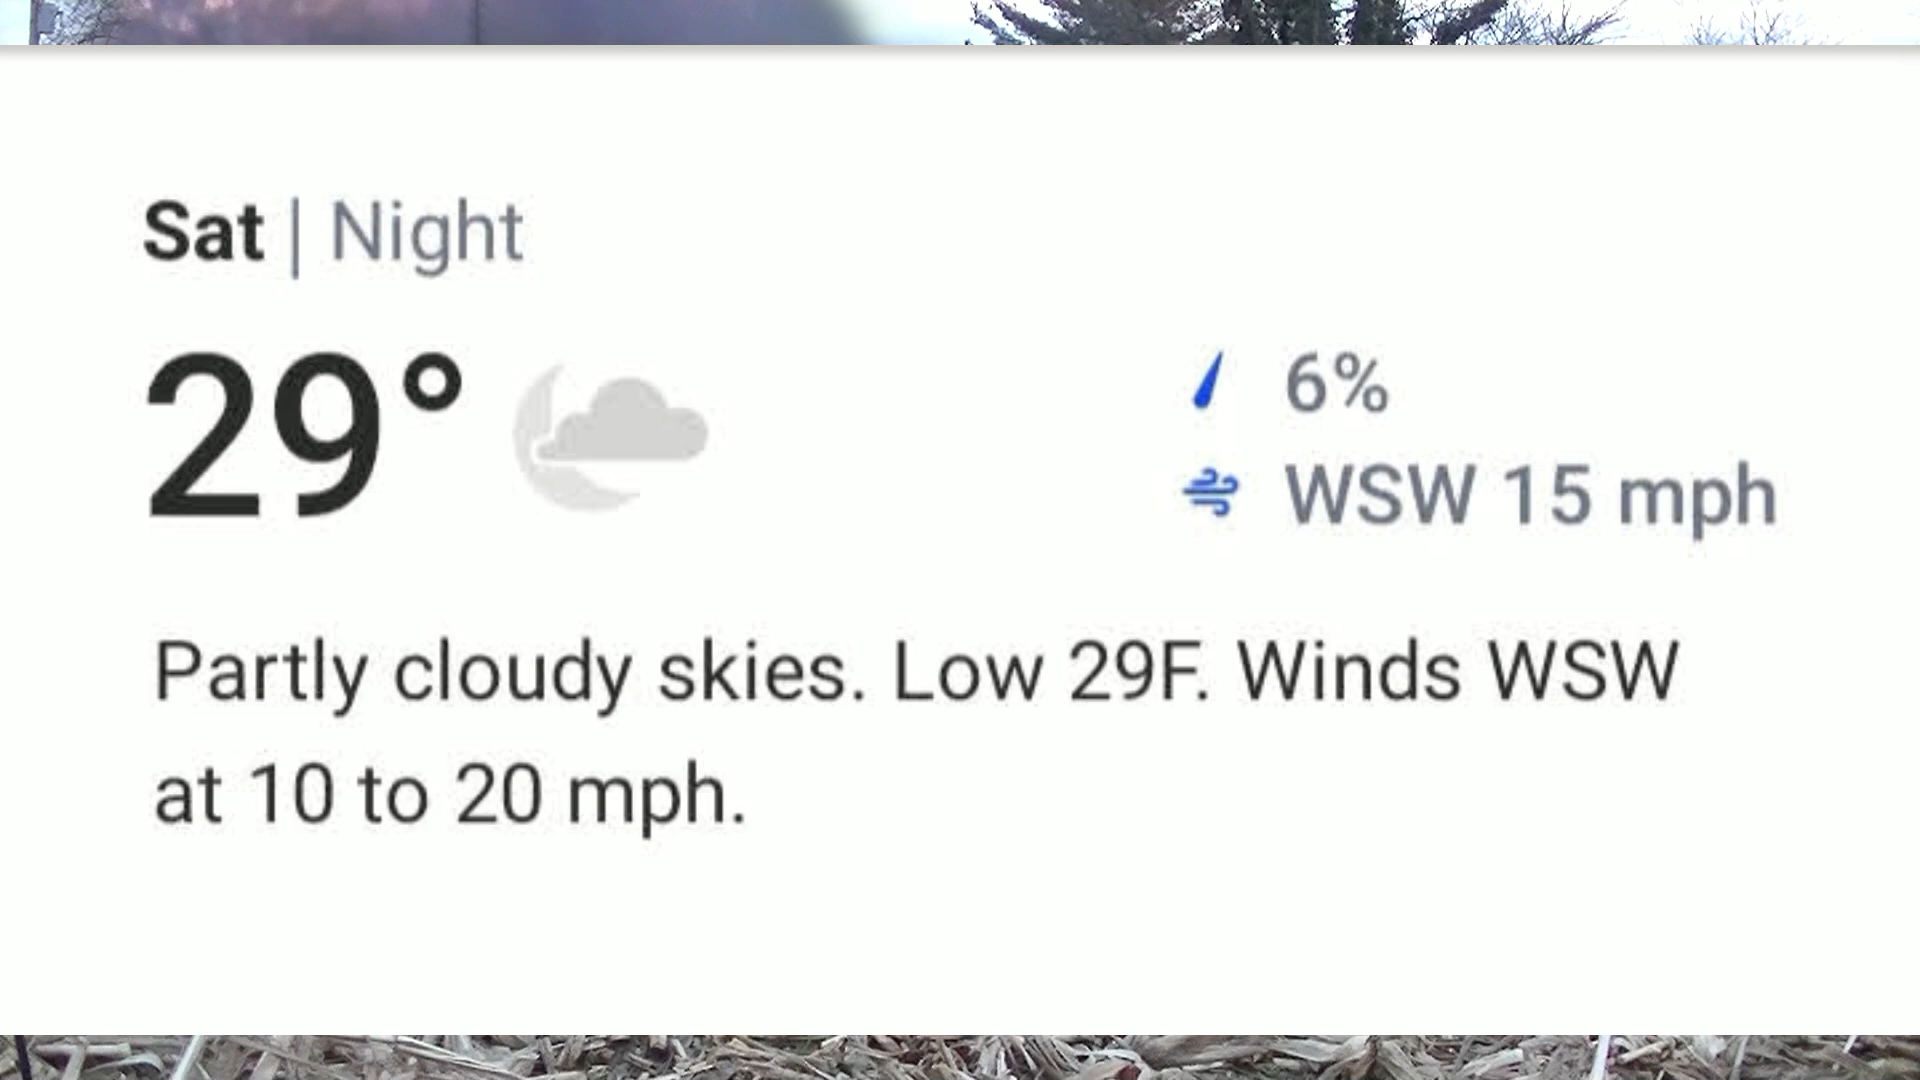 Sat | Night
29°
6%
WSW 15 mph
Partly cloudy skies. Low 29F. Winds WSW
at 10 to 20 mph.